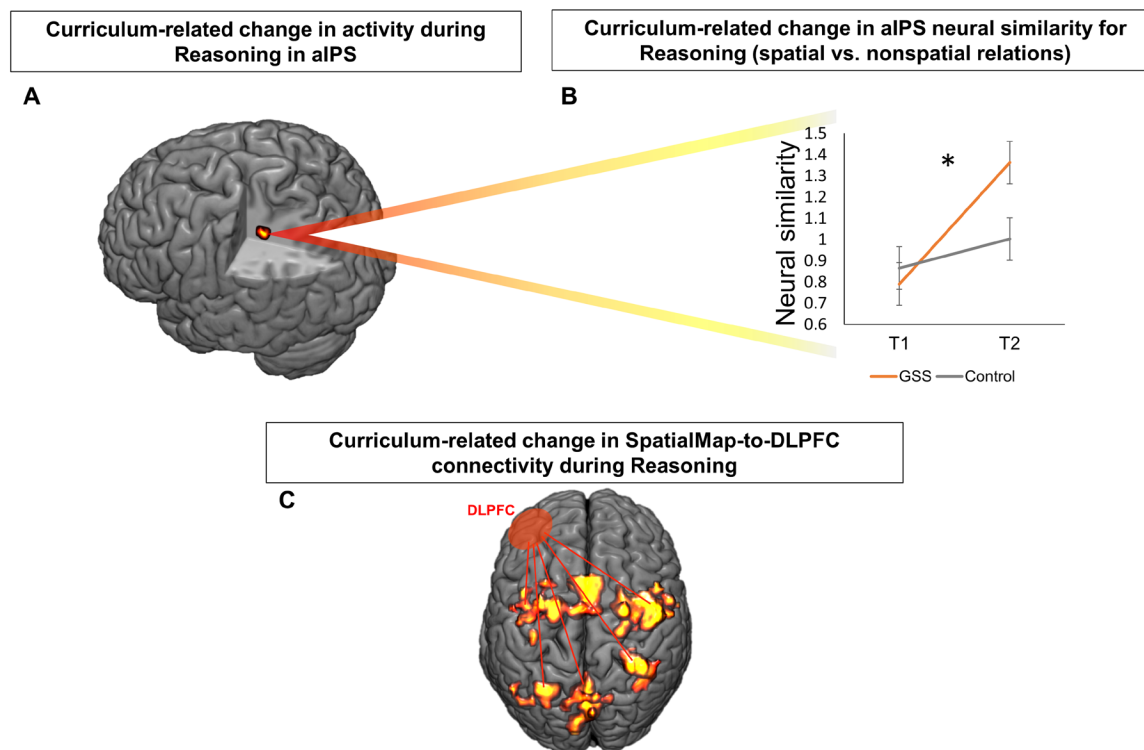 Curriculum-related change in activity during
Reasoning in aIPS
Curriculum-related change in aIPS neural similarity for
Reasoning (spatial vs. nonspatial relations)
A
B
Neural similarity
1.5
1.4
1.3
1.2
1.1
1
0.9
0.8
0.7
0.6
*
T1
T2
GSS
Control
Curriculum-related change in SpatialMap-to-DLPFC
connectivity during Reasoning
C
DLPFC